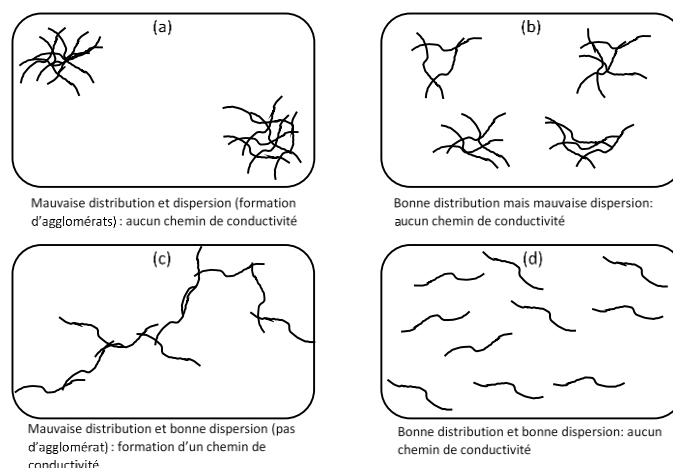 (a)
Mauvaise distribution et dispersion (formation
d'agglomérats) : aucun chemin de conductivité
(b)
Bonne distribution mais mauvaise dispersion:
aucun chemin de conductivité
(c)
Mauvaise distribution et bonne dispersion (pas
d'agglomérat) : formation d'un chemin de
conductivité
(d)
Bonne distribution et bonne dispersion: aucun
chemin de conductivité